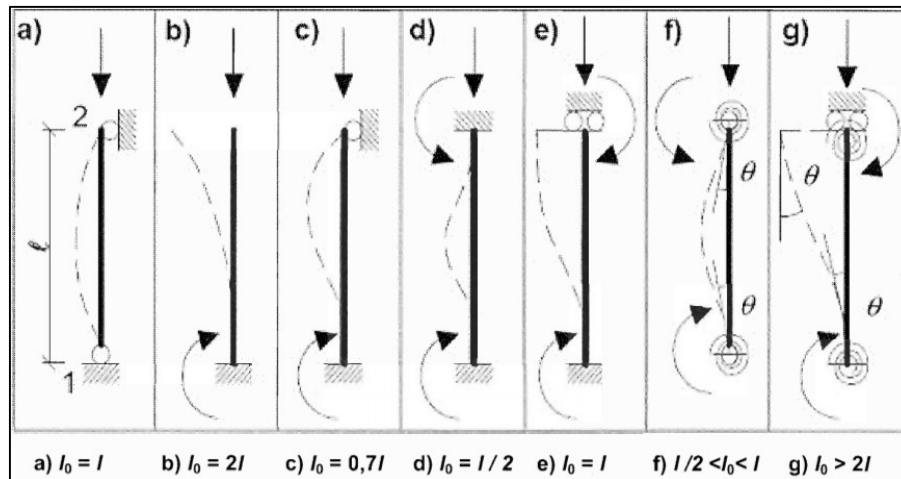 a) b) c) d) e) f) g)
2
ℓ
1
θ
θ
θ
θ
a) l₀ = l b) l₀ = 2l c) l₀ = 0,7l d) l₀ = l / 2 e) l₀ = l f) l/2 <l₀< l g) l₀ > 2l